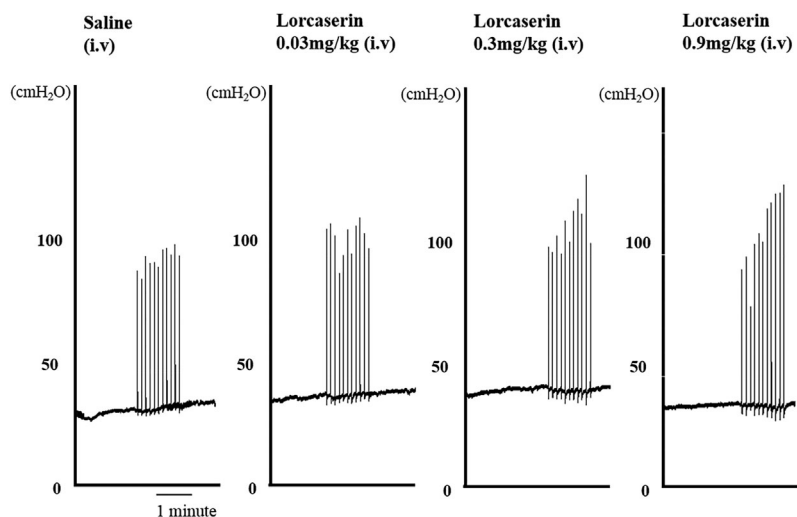 Saline
(i.v)
Lorcaserin
0.03mg/kg (i.v)
Lorcaserin
0.3mg/kg (i.v)
Lorcaserin
0.9mg/kg (i.v)
(cmH₂O)
(cmH₂O)
(cmH₂O)
(cmH₂O)
100
100
100
100
50
50
50
50
0
0
0
0
1 minute